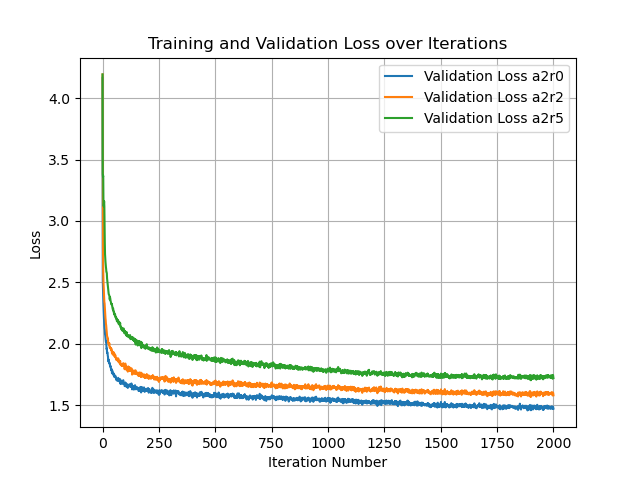 Training and Validation Loss over Iterations
Validation Loss a2r0
Validation Loss a2r2
Validation Loss a2r5
Loss
4.0
3.5
3.0
2.5
2.0
1.5
0 250 500 750 1000 1250 1500 1750 2000
Iteration Number